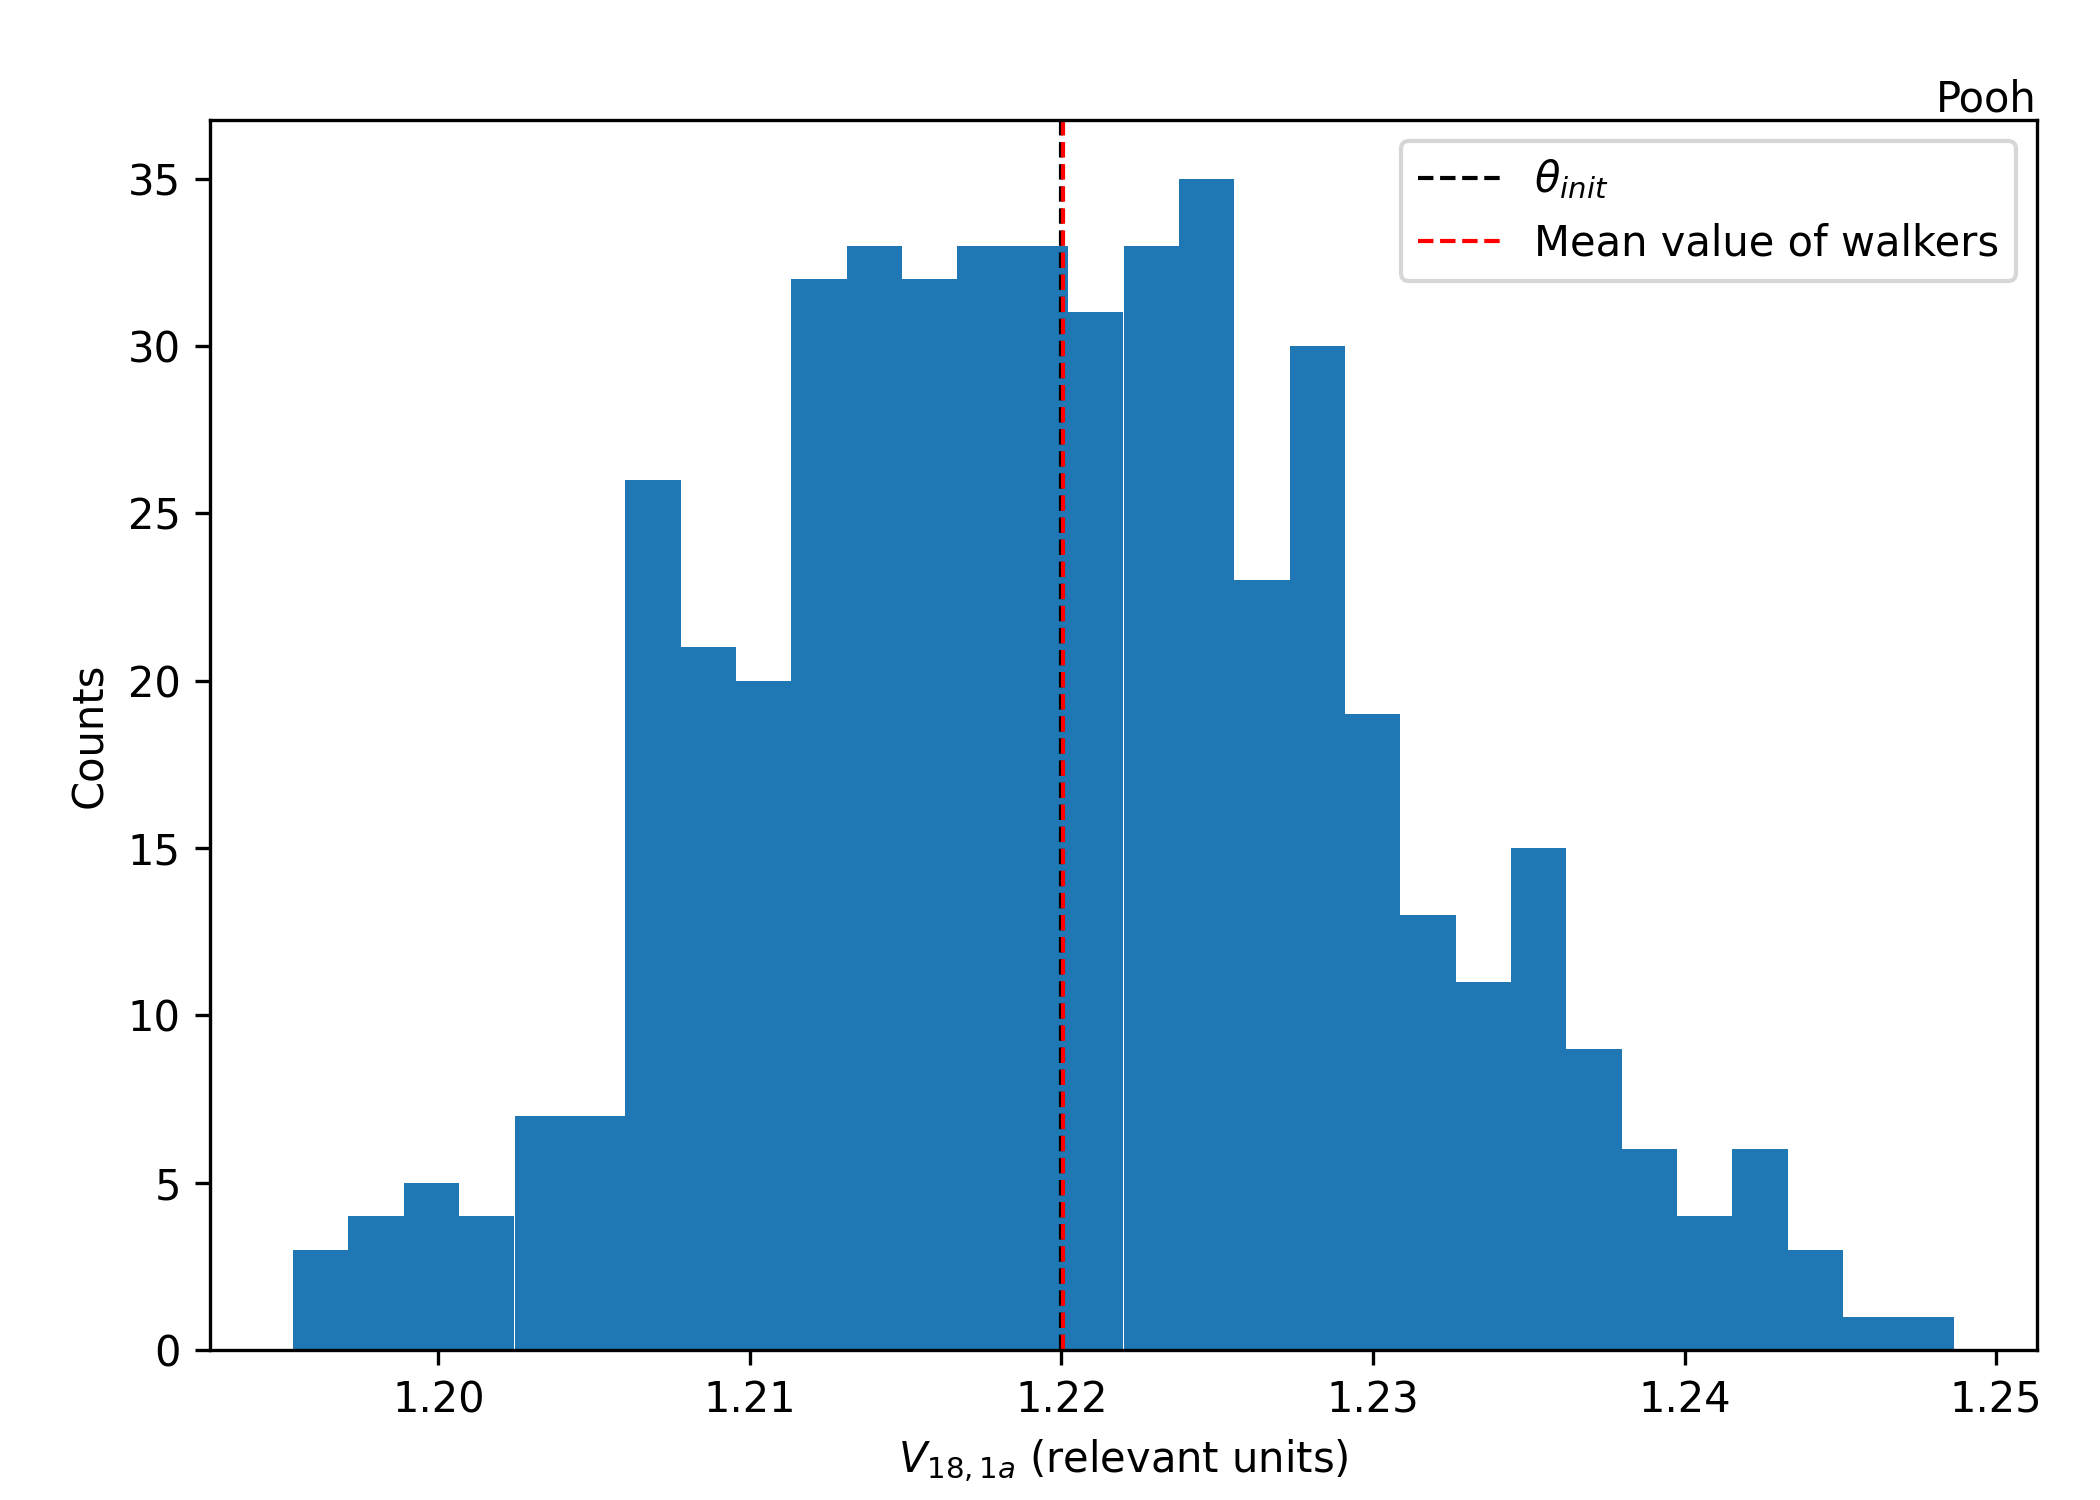 Pooh
θinit
Mean value of walkers
35
30
25
20
15
10
5
0
Counts
1.20 1.21 1.22 1.23 1.24 1.25
V18, 1a (relevant units)